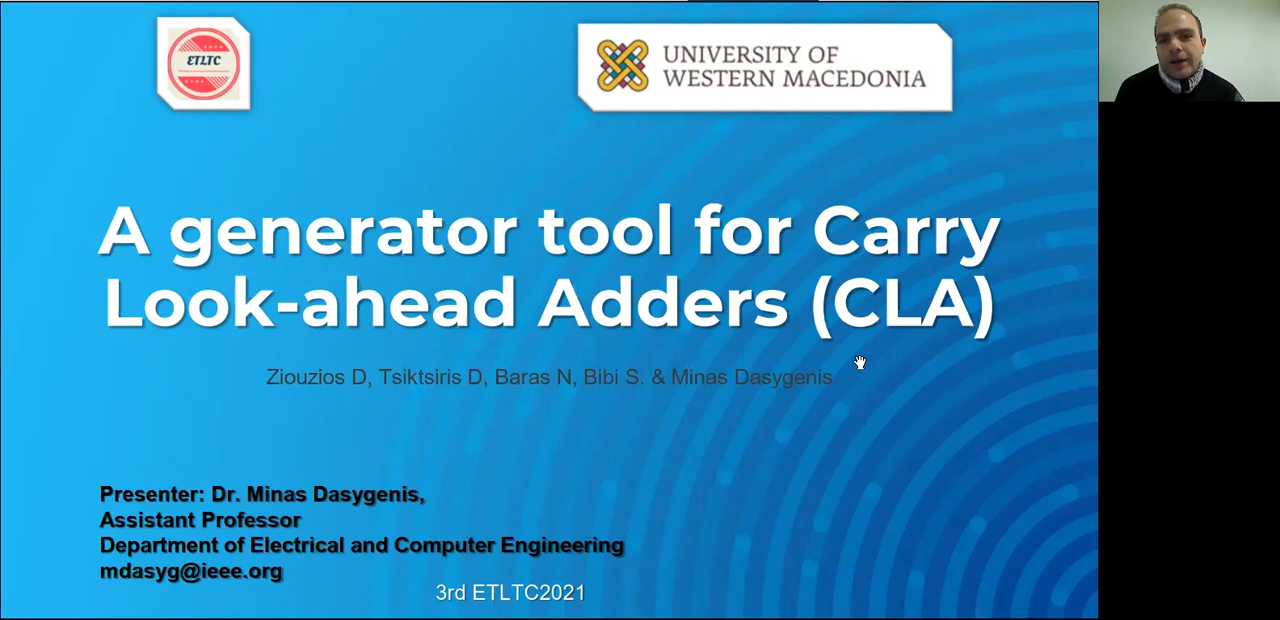 ETLTC
UNIVERSITY OF
WESTERN MACEDONIA
A generator tool for Carry
Look-ahead Adders (CLA)
Ziouzios D, Tsiktsiris D, Baras N, Bibi S. & Minas Dasygenis
Presenter: Dr. Minas Dasygenis,
Assistant Professor
Department of Electrical and Computer Engineering
mdasyg@ieee.org
3rd ETLTC2021